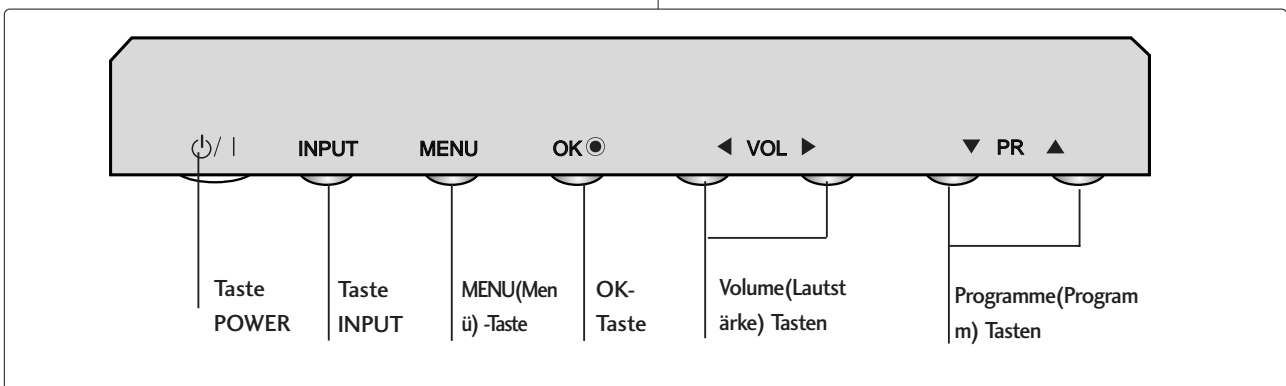 ⏻/ I INPUT MENU OK◉ ◀ VOL ▶ ▼ PR ▲
Taste
POWER
Taste
INPUT
MENU(Men
ü) -Taste
OK-
Taste
Volume(Lautst
ärke) Tasten
Programme(Program
m) Tasten